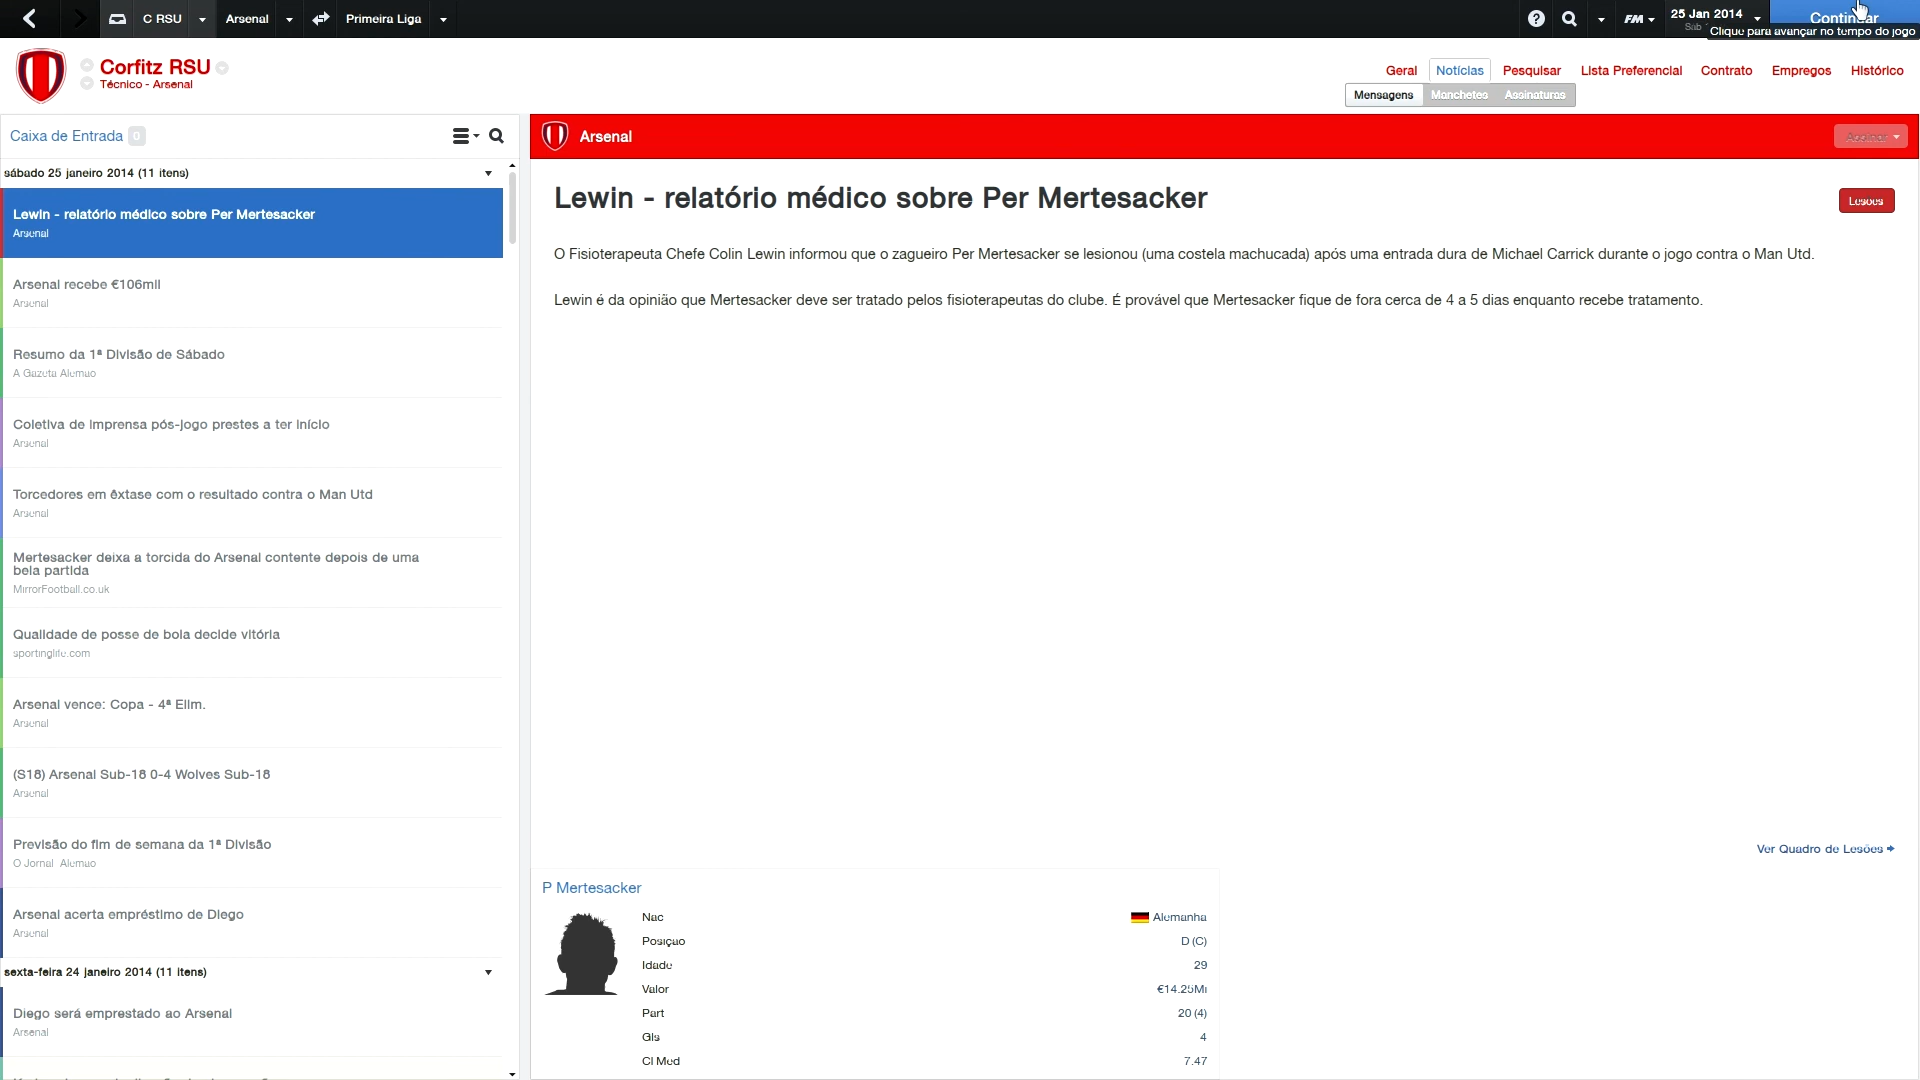 C RSU
Arsenal
Primeira Liga
FM
25 Jan 2014
Sáb
Continuar
Clique para avançar no tempo do jogo
Corfitz RSU
Técnico - Arsenal
Geral
Notícias
Pesquisar
Lista Preferencial
Contrato
Empregos
Histórico
Mensagens
Manchetes
Assinaturas
Caixa de Entrada 0
Arsenal
Assinar
sábado 25 janeiro 2014 (11 itens)
Lewin - relatório médico sobre Per Mertesacker
Arsenal
Arsenal recebe €106mil
Arsenal
Resumo da 1ª Divisão de Sábado
A Gazeta Alemao
Coletiva de imprensa pós-jogo prestes a ter início
Arsenal
Torcedores em êxtase com o resultado contra o Man Utd
Arsenal
Mertesacker deixa a torcida do Arsenal contente depois de uma
bela partida
MirrorFootball.co.uk
Qualidade de posse de bola decide vitória
sportinglife.com
Arsenal vence: Copa - 4ª Elim.
Arsenal
(S18) Arsenal Sub-18 0-4 Wolves Sub-18
Arsenal
Previsão do fim de semana da 1ª Divisão
O Jornal Alemao
Arsenal acerta empréstimo de Diego
Arsenal
sexta-feira 24 janeiro 2014 (11 itens)
Diego será emprestado ao Arsenal
Arsenal
Lewin - relatório médico sobre Per Mertesacker
Lesões
O Fisioterapeuta Chefe Colin Lewin informou que o zagueiro Per Mertesacker se lesionou (uma costela machucada) após uma entrada dura de Michael Carrick durante o jogo contra o Man Utd.
Lewin é da opinião que Mertesacker deve ser tratado pelos fisioterapeutas do clube. É provável que Mertesacker fique de fora cerca de 4 a 5 dias enquanto recebe tratamento.
Ver Quadro de Lesões
P Mertesacker
Nac Alemanha
Posição D (C)
Idade 29
Valor €14.25Mi
Part 20 (4)
Gls 4
Cl Med 7.47